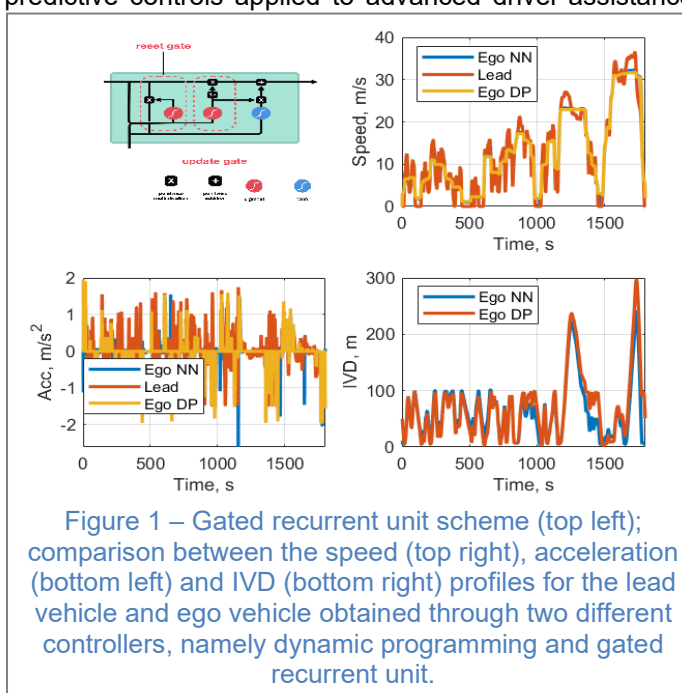 predictive controls applied to advanced driver assistance
reset gate
update gate
Ego NN
Lead
Ego DP
Speed, m/s
40
30
20
10
0
0 500 1000 1500
Time, s
Acc, m/s²
2
1
0
-1
-2
Ego NN
Lead
Ego DP
0 500 1000 1500
Time, s
IVD, m
300
200
100
0
Ego NN
Ego DP
0 500 1000 1500
Time, s
Figure 1 – Gated recurrent unit scheme (top left);
comparison between the speed (top right), acceleration
(bottom left) and IVD (bottom right) profiles for the lead
vehicle and ego vehicle obtained through two different
controllers, namely dynamic programming and gated
recurrent unit.